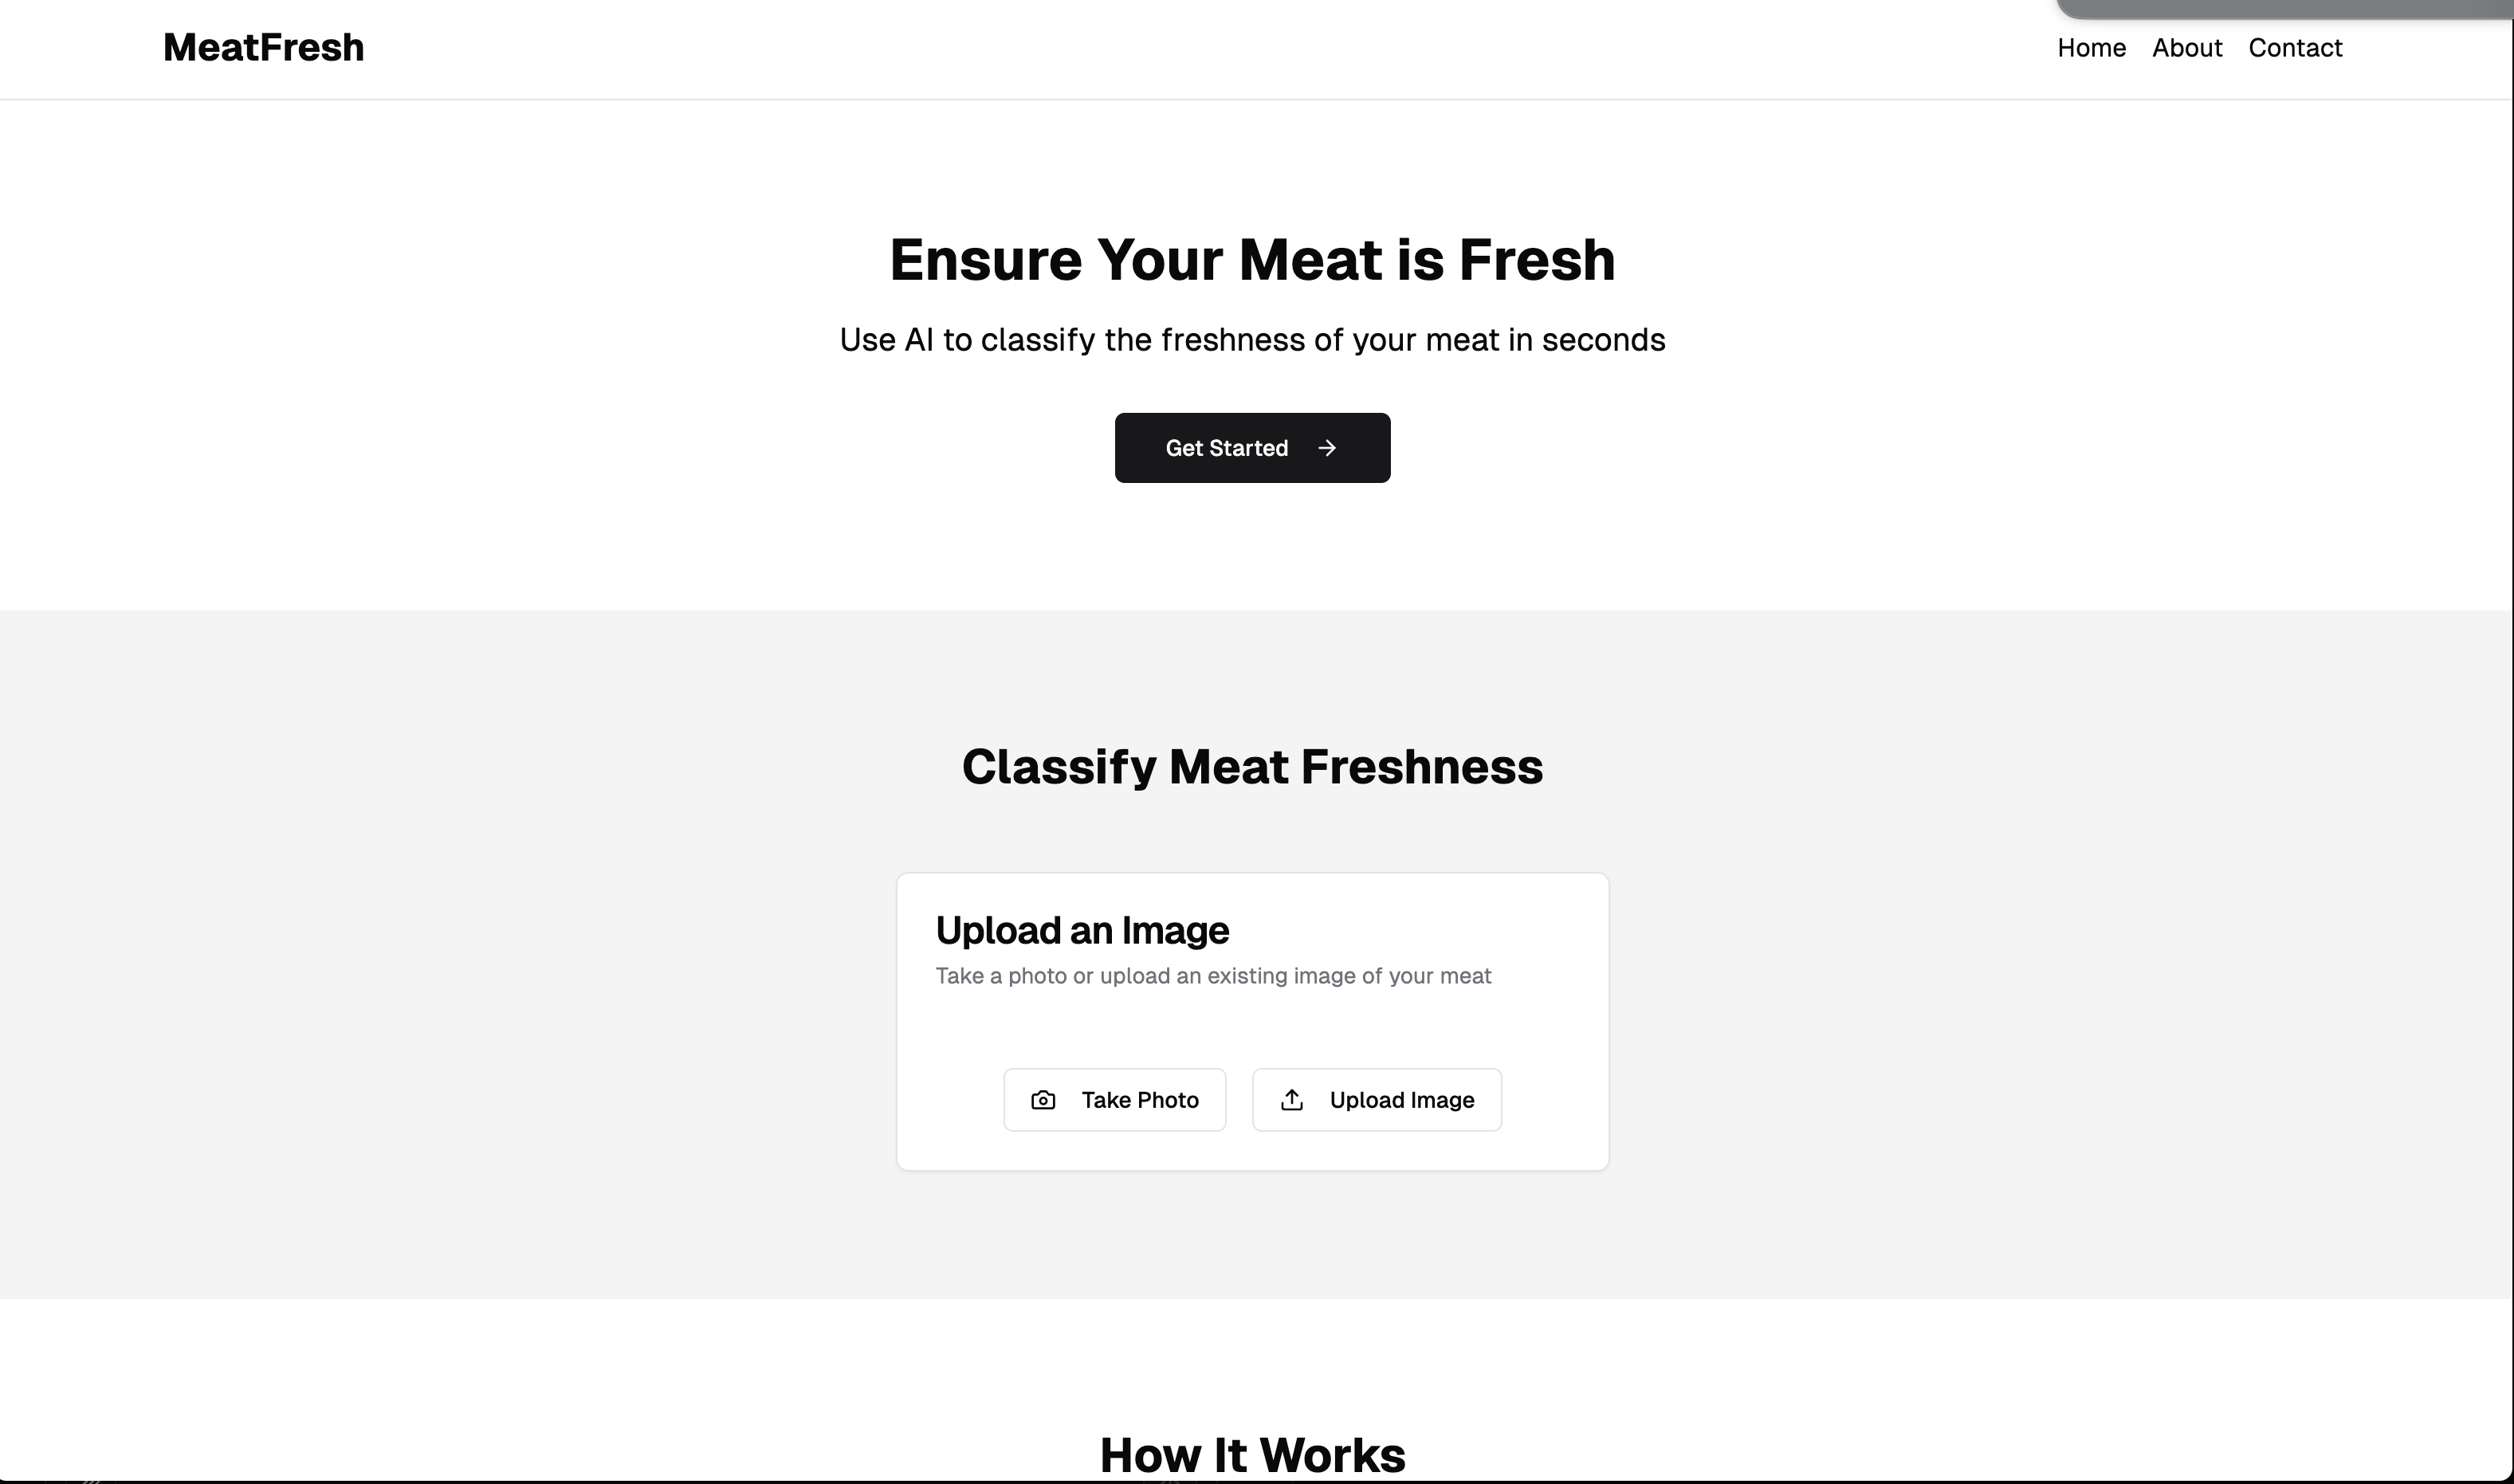 MeatFresh
Home About Contact
Ensure Your Meat is Fresh
Use AI to classify the freshness of your meat in seconds
Get Started
Classify Meat Freshness
Upload an Image
Take a photo or upload an existing image of your meat
Take Photo
Upload Image
How It Works